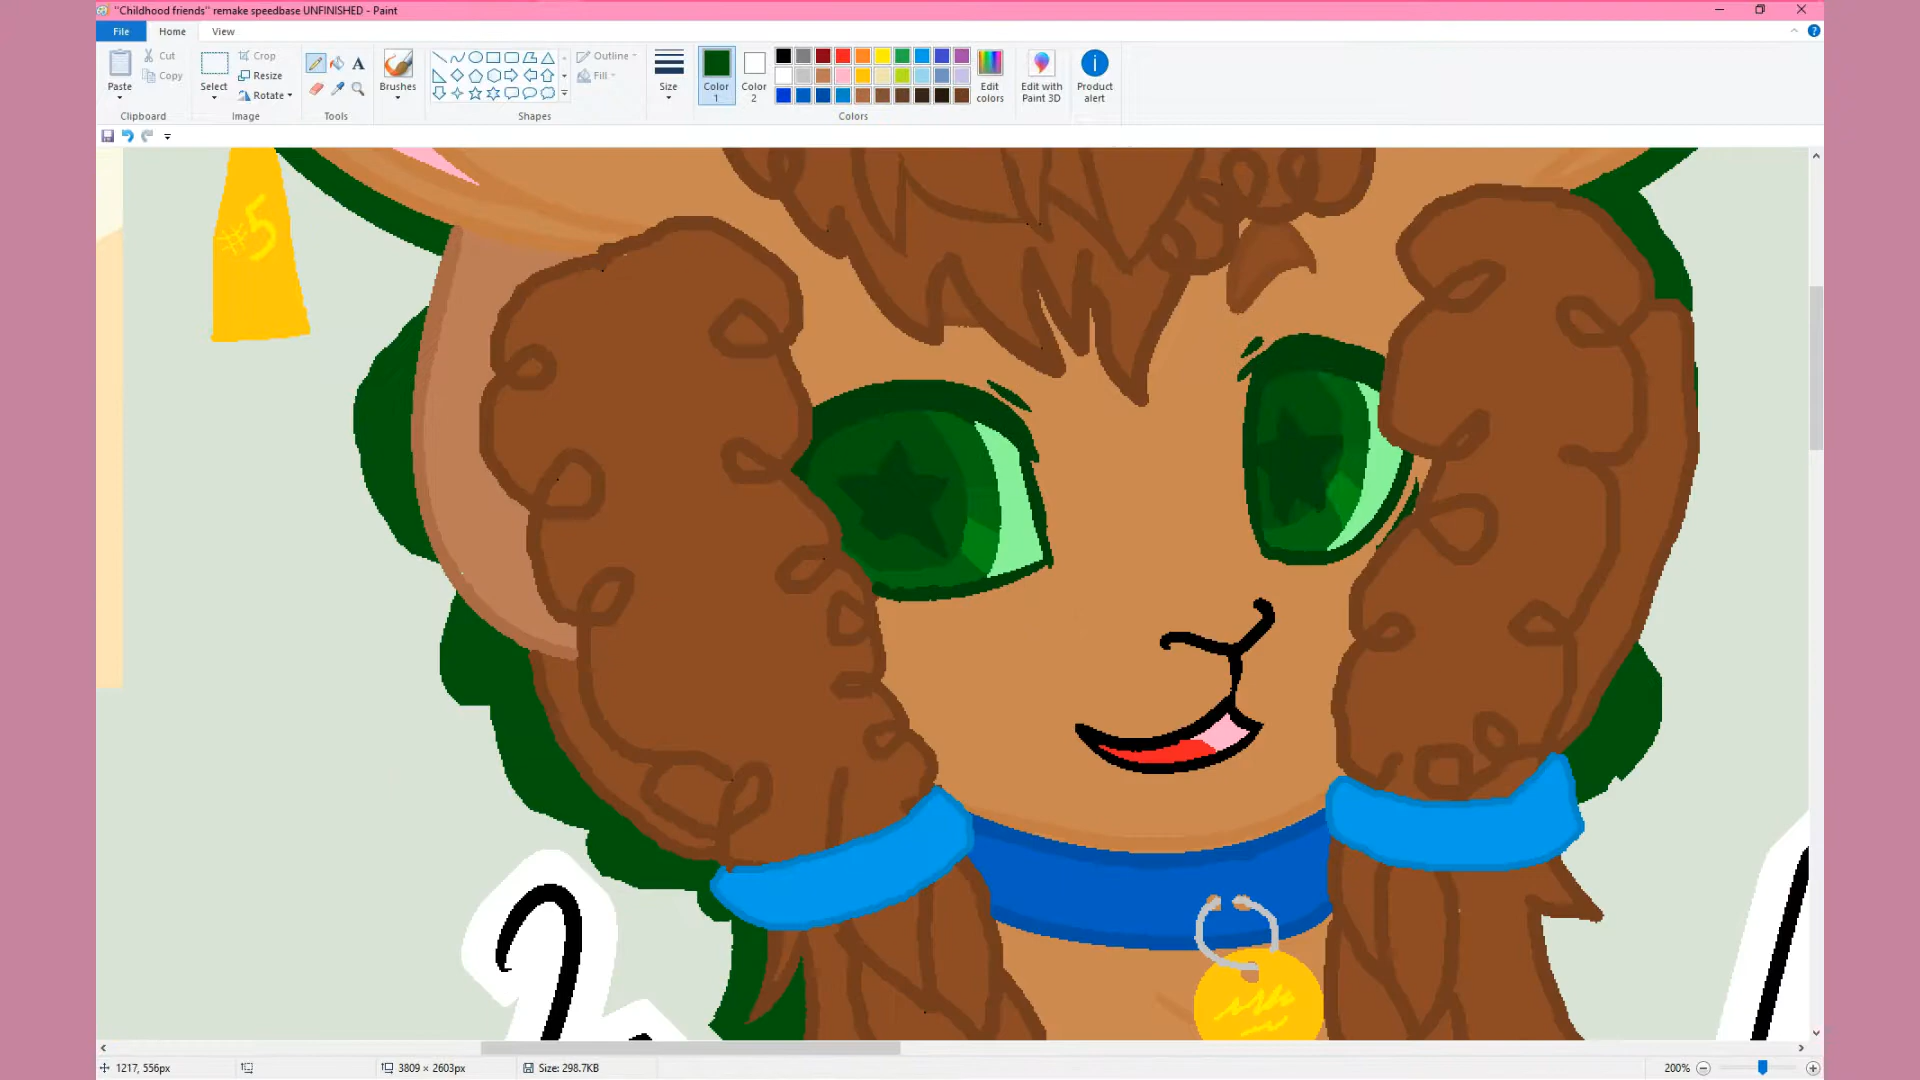 "Childhood friends" remake speedbase UNFINISHED - Paint
File Home View
Paste Cut Copy Clipboard
Select Crop Resize Rotate Image
Tools
Brushes
Outline Fill Shapes
Size
Color 1 Color 2
Edit colors Colors
Edit with Paint 3D
Product alert
#5
1217, 556px 3809 × 2603px Size: 298.7KB 200%